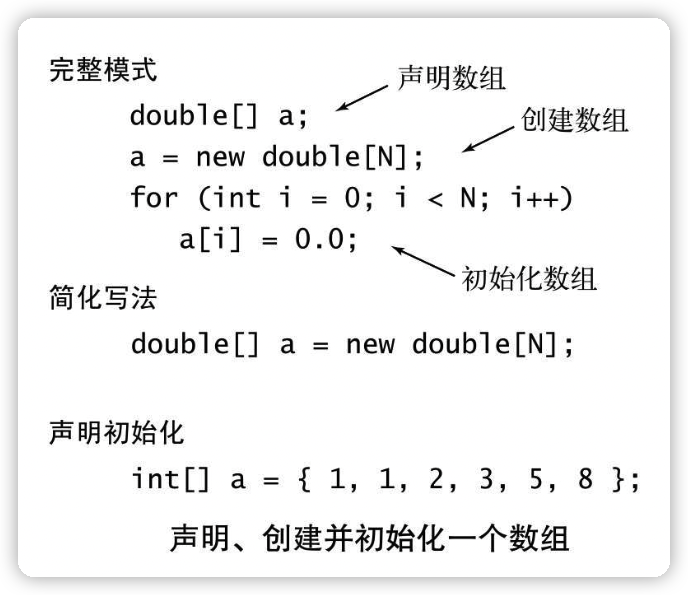 完整模式
声明数组
double[] a;
创建数组
a = new double[N];
for (int i = 0; i < N; i++)
a[i] = 0.0;
初始化数组
简化写法
double[] a = new double[N];
声明初始化
int[] a = { 1, 1, 2, 3, 5, 8 };
声明、创建并初始化一个数组